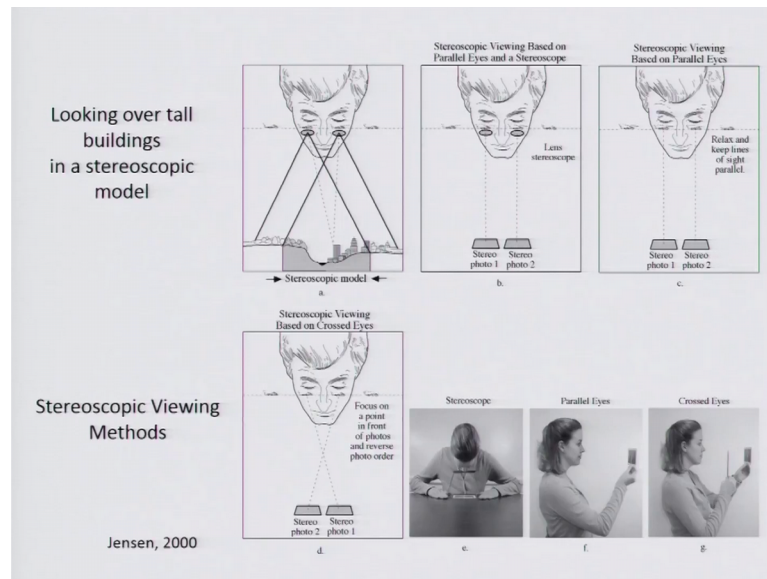 Looking over tall
buildings
in a stereoscopic
model
Stereoscopic model
a.
Stereoscopic Viewing Based on
Parallel Eyes and a Stereoscope
Lens
stereoscope
Stereo
photo 1
Stereo
photo 2
b.
Stereoscopic Viewing
Based on Parallel Eyes
Relax and
keep lines
of sight
parallel.
Stereo
photo 1
Stereo
photo 2
c.
Stereoscopic Viewing Methods
Stereoscopic Viewing
Based on Crossed Eyes
Focus on
a point
in front
of photos
and reverse
photo order
Stereo
photo 2
Stereo
photo 1
d.
Stereoscope
e.
Parallel Eyes
f.
Crossed Eyes
g.
Jensen, 2000